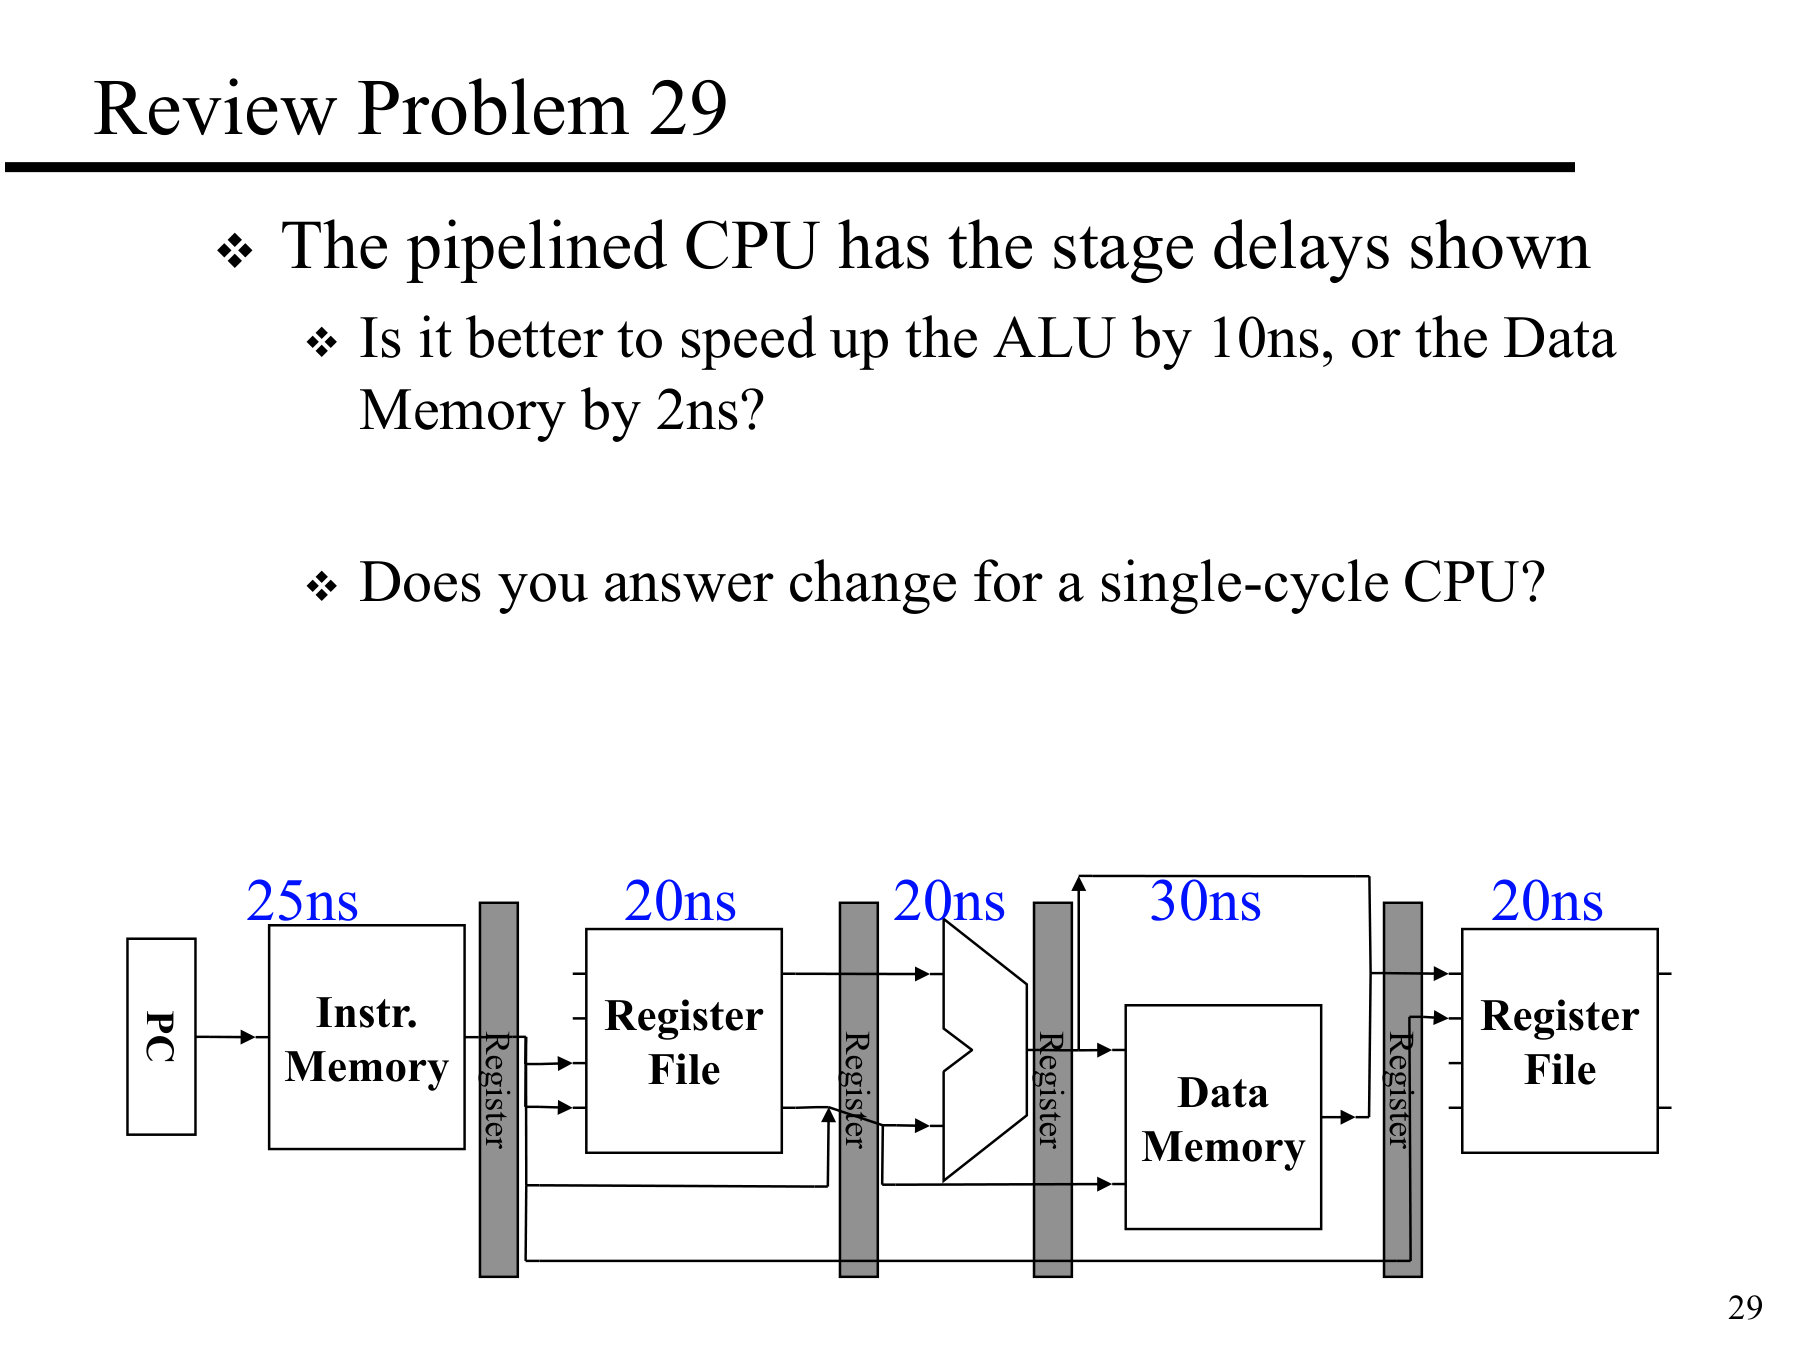 Review Problem 29
❖ The pipelined CPU has the stage delays shown
❖ Is it better to speed up the ALU by 10ns, or the Data
Memory by 2ns?
❖ Does you answer change for a single-cycle CPU?
25ns
20ns
20ns
30ns
20ns
PC
Instr.
Memory
Register
Register
File
Register
Register
Data
Memory
Register
Register
File
29